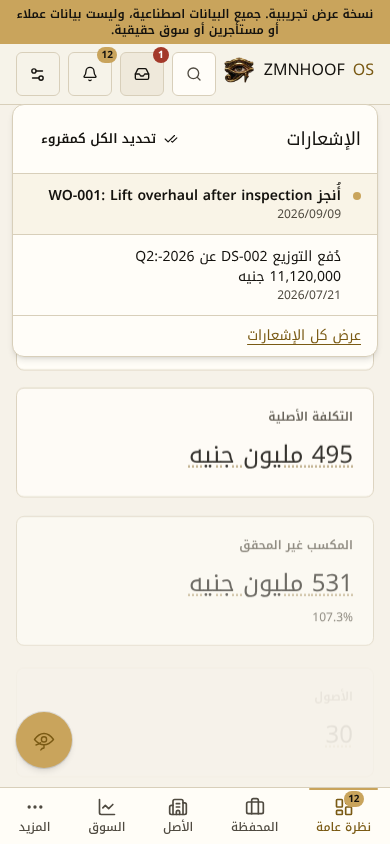 نسخة عرض تجريبية. جميع البيانات اصطناعية، وليست بيانات عملاء
أو مستأجرين أو سوق حقيقية.
ZMNHOOF OS
1
12
الإشعارات
تحديد الكل كمقروء
أُنجز WO-001: Lift overhaul after inspection
2026/09/09
دُفع التوزيع DS-002 عن Q2:-2026
11,120,000 جنيه
2026/07/21
عرض كل الإشعارات
التكلفة الأصلية
495 مليون جنيه
المكسب غير المحقق
531 مليون جنيه
107.3%
الأصول
30
12
نظرة عامة
المحفظة
الأصل
السوق
المزيد